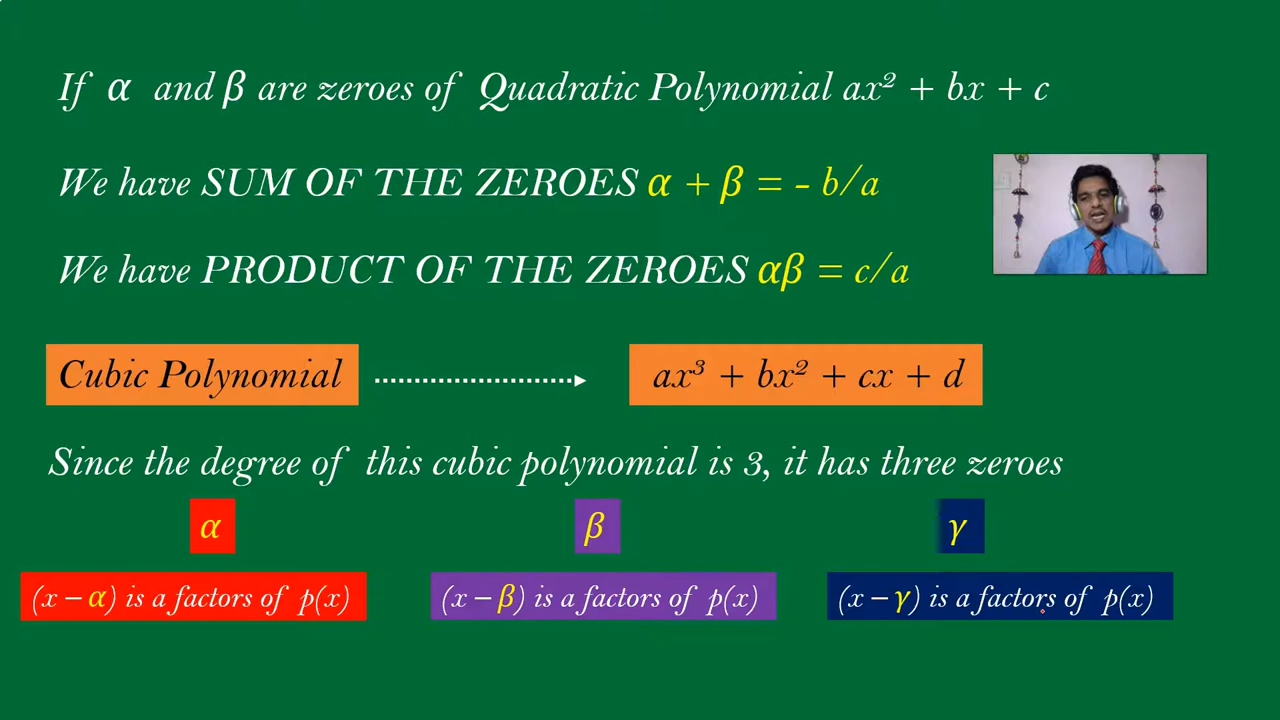 If α and β are zeroes of Quadratic Polynomial ax² + bx + c
We have SUM OF THE ZEROES α + β = - b/a
We have PRODUCT OF THE ZEROES αβ = c/a
Cubic Polynomial
ax³ + bx² + cx + d
Since the degree of this cubic polynomial is 3, it has three zeroes
α
β
γ
(x – α) is a factors of p(x)
(x – β) is a factors of p(x)
(x – γ) is a factors of p(x)